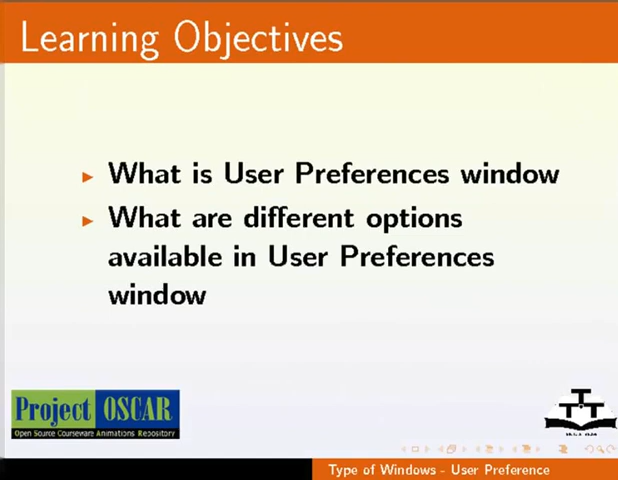 Learning Objectives
What is User Preferences window
What are different options
available in User Preferences
window
Project OSCAR
Open Source Courseware Animations Repository
Type of Windows - User Preference